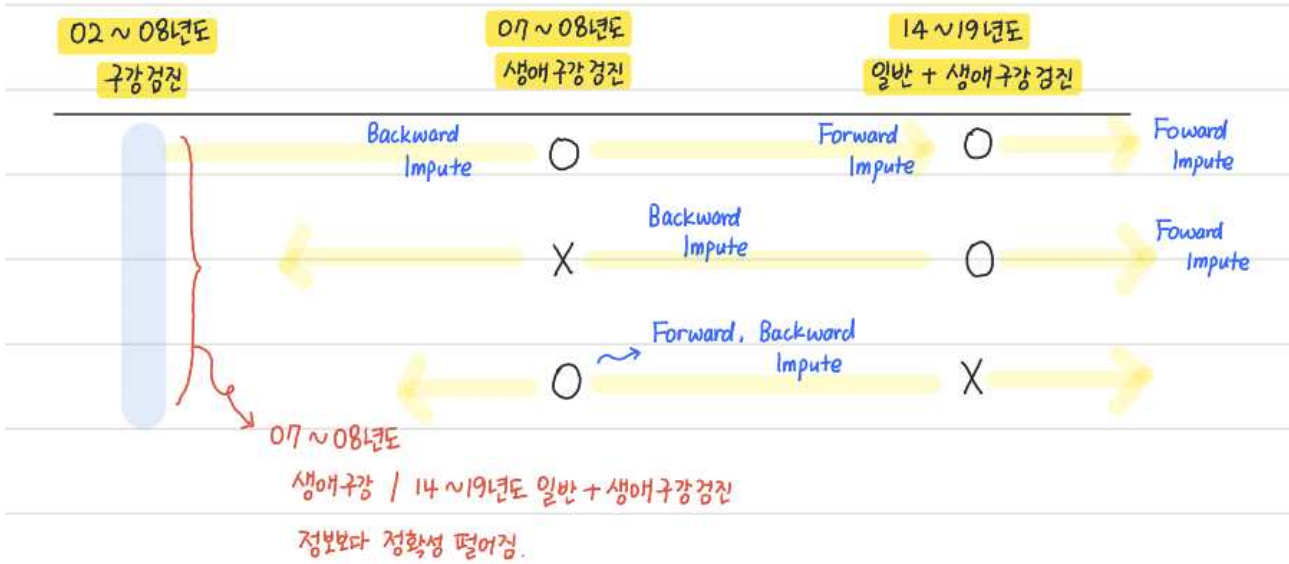 02 ~ 08년도
구강검진
07 ~ 08년도
생애구강검진
14 ~ 19년도
일반 + 생애구강검진
Backward
Impute
O
Forward
Impute
O
Foward
Impute
X
Backward
Impute
O
Foward
Impute
O
Forward, Backward
Impute
X
07 ~ 08년도
생애구강 / 14 ~ 19년도 일반 + 생애구강검진
정보보다 정확성 떨어짐.